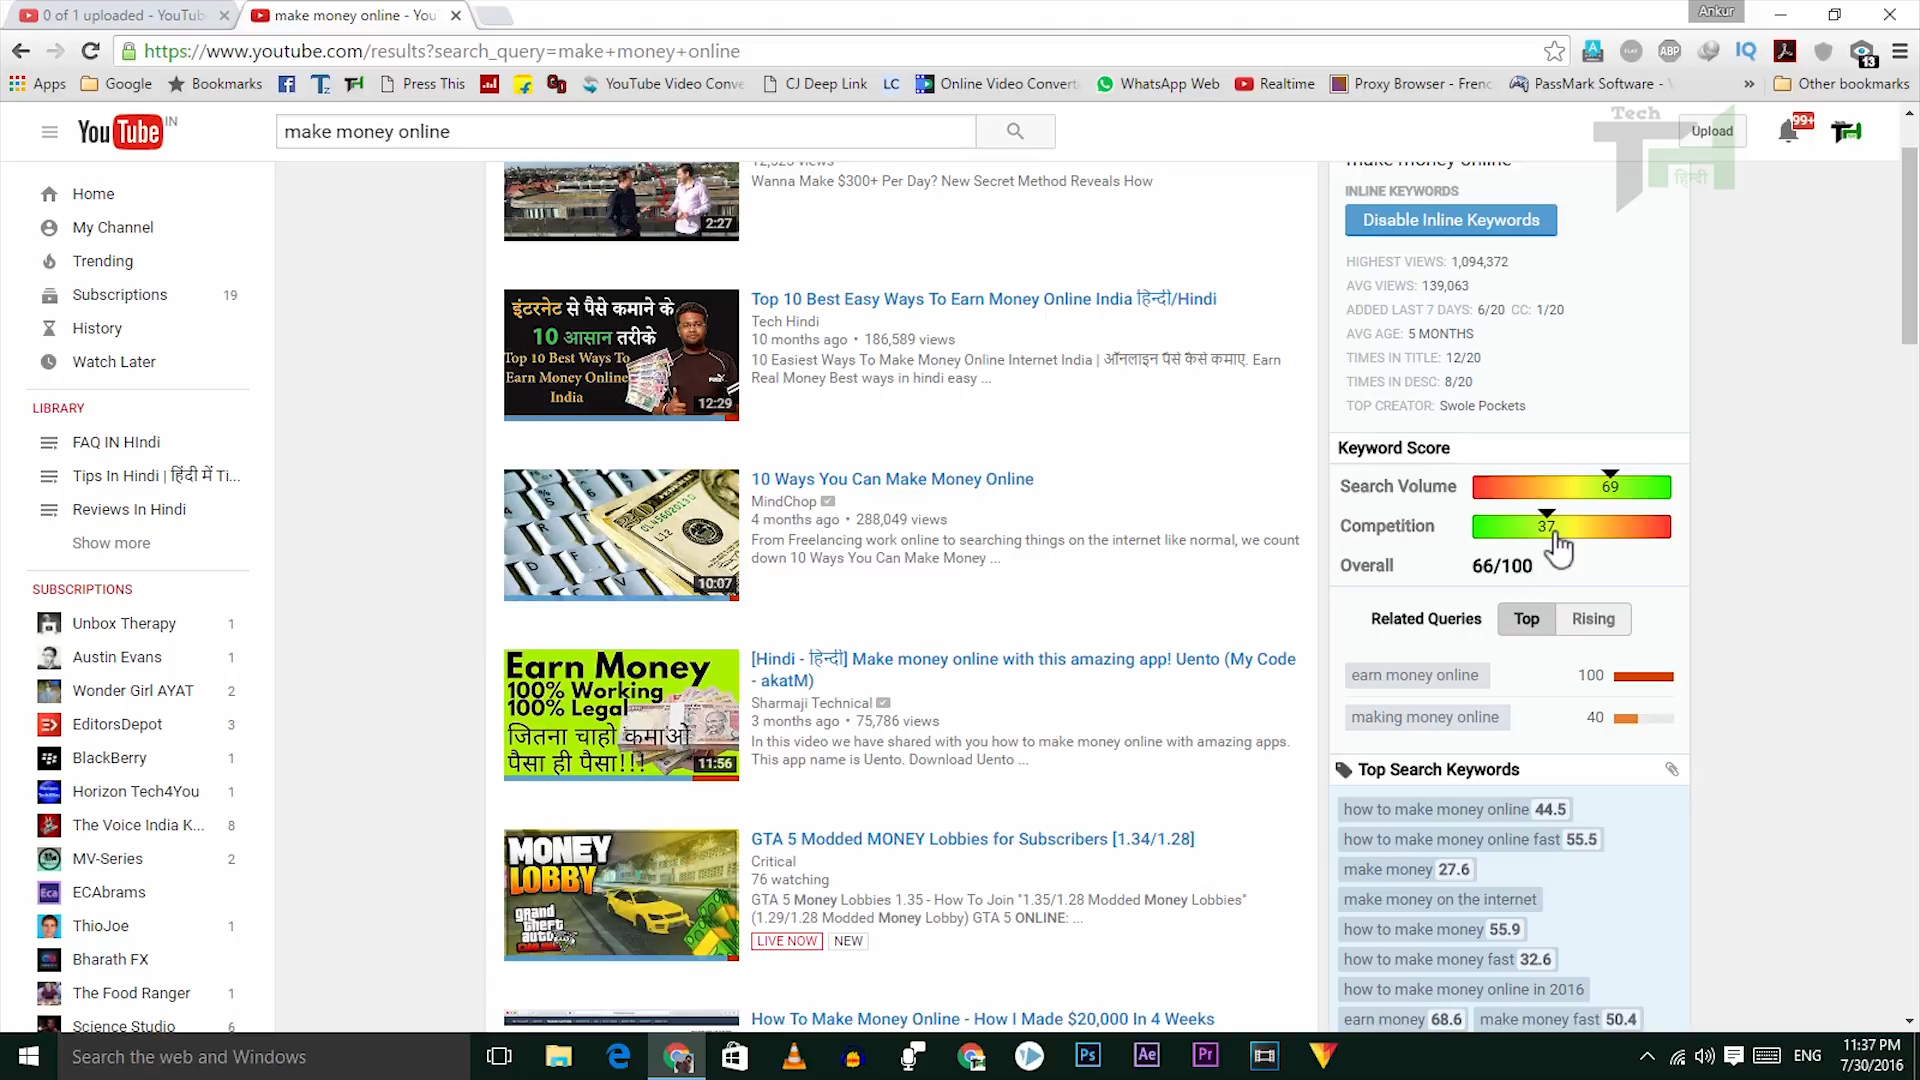 0 of 1 uploaded - YouTub
make money online - You
Ankur
https://www.youtube.com/results?search_query=make+money+online
ABP
IQ
13
Apps
Google
Bookmarks
Press This
YouTube Video Conve
CJ Deep Link
LC
Online Video Convert
WhatsApp Web
Realtime
Proxy Browser - Frenc
PassMark Software - \
»
Other bookmarks
YouTube IN
make money online
Tech
हिन्दी
Upload
99+
Home
My Channel
Trending
Subscriptions 19
History
Watch Later
LIBRARY
FAQ IN HIndi
Tips In Hindi | हिंदी में Ti...
Reviews In Hindi
Show more
SUBSCRIPTIONS
Unbox Therapy 1
Austin Evans 1
Wonder Girl AYAT 2
EditorsDepot 3
BlackBerry 1
Horizon Tech4You 1
The Voice India K... 8
MV-Series 2
ECAbrams
ThioJoe 1
Bharath FX
The Food Ranger 1
Science Studio 6
12,523 views
Wanna Make $300+ Per Day? New Secret Method Reveals How
2:27
इंटरनेट से पैसे कमाने के
10 आसान तरीके
Top 10 Best Ways To
Earn Money Online
India
12:29
Top 10 Best Easy Ways To Earn Money Online India हिन्दी/Hindi
Tech Hindi
10 months ago • 186,589 views
10 Easiest Ways To Make Money Online Internet India | ऑनलाइन पैसे कैसे कमाए. Earn
Real Money Best ways in hindi easy ...
10:07
10 Ways You Can Make Money Online
MindChop
4 months ago • 288,049 views
From Freelancing work online to searching things on the internet like normal, we count
down 10 Ways You Can Make Money ...
Earn Money
100% Working
100% Legal
जितना चाहो कमाओ
पैसा ही पैसा!!!
11:56
[Hindi - हिन्दी] Make money online with this amazing app! Uento (My Code
- akatM)
Sharmaji Technical
3 months ago • 75,786 views
In this video we have shared with you how to make money online with amazing apps.
This app name is Uento. Download Uento ...
MONEY
LOBBY
grand
theft
auto
GTA 5 Modded MONEY Lobbies for Subscribers [1.34/1.28]
Critical
76 watching
GTA 5 Money Lobbies 1.35 - How To Join "1.35/1.28 Modded Money Lobbies"
(1.29/1.28 Modded Money Lobby) GTA 5 ONLINE: ...
LIVE NOW NEW
How To Make Money Online - How I Made $20,000 In 4 Weeks
make money online
INLINE KEYWORDS
Disable Inline Keywords
HIGHEST VIEWS: 1,094,372
AVG VIEWS: 139,063
ADDED LAST 7 DAYS: 6/20 CC: 1/20
AVG AGE: 5 MONTHS
TIMES IN TITLE: 12/20
TIMES IN DESC: 8/20
TOP CREATOR: Swole Pockets
Keyword Score
Search Volume 69
Competition 37
Overall 66/100
Related Queries Top Rising
earn money online 100
making money online 40
Top Search Keywords
how to make money online 44.5
how to make money online fast 55.5
make money 27.6
make money on the internet
how to make money 55.9
how to make money fast 32.6
how to make money online in 2016
earn money 68.6 make money fast 50.4
Search the web and Windows
Ps
Ae
Pr
ENG
11:37 PM
7/30/2016